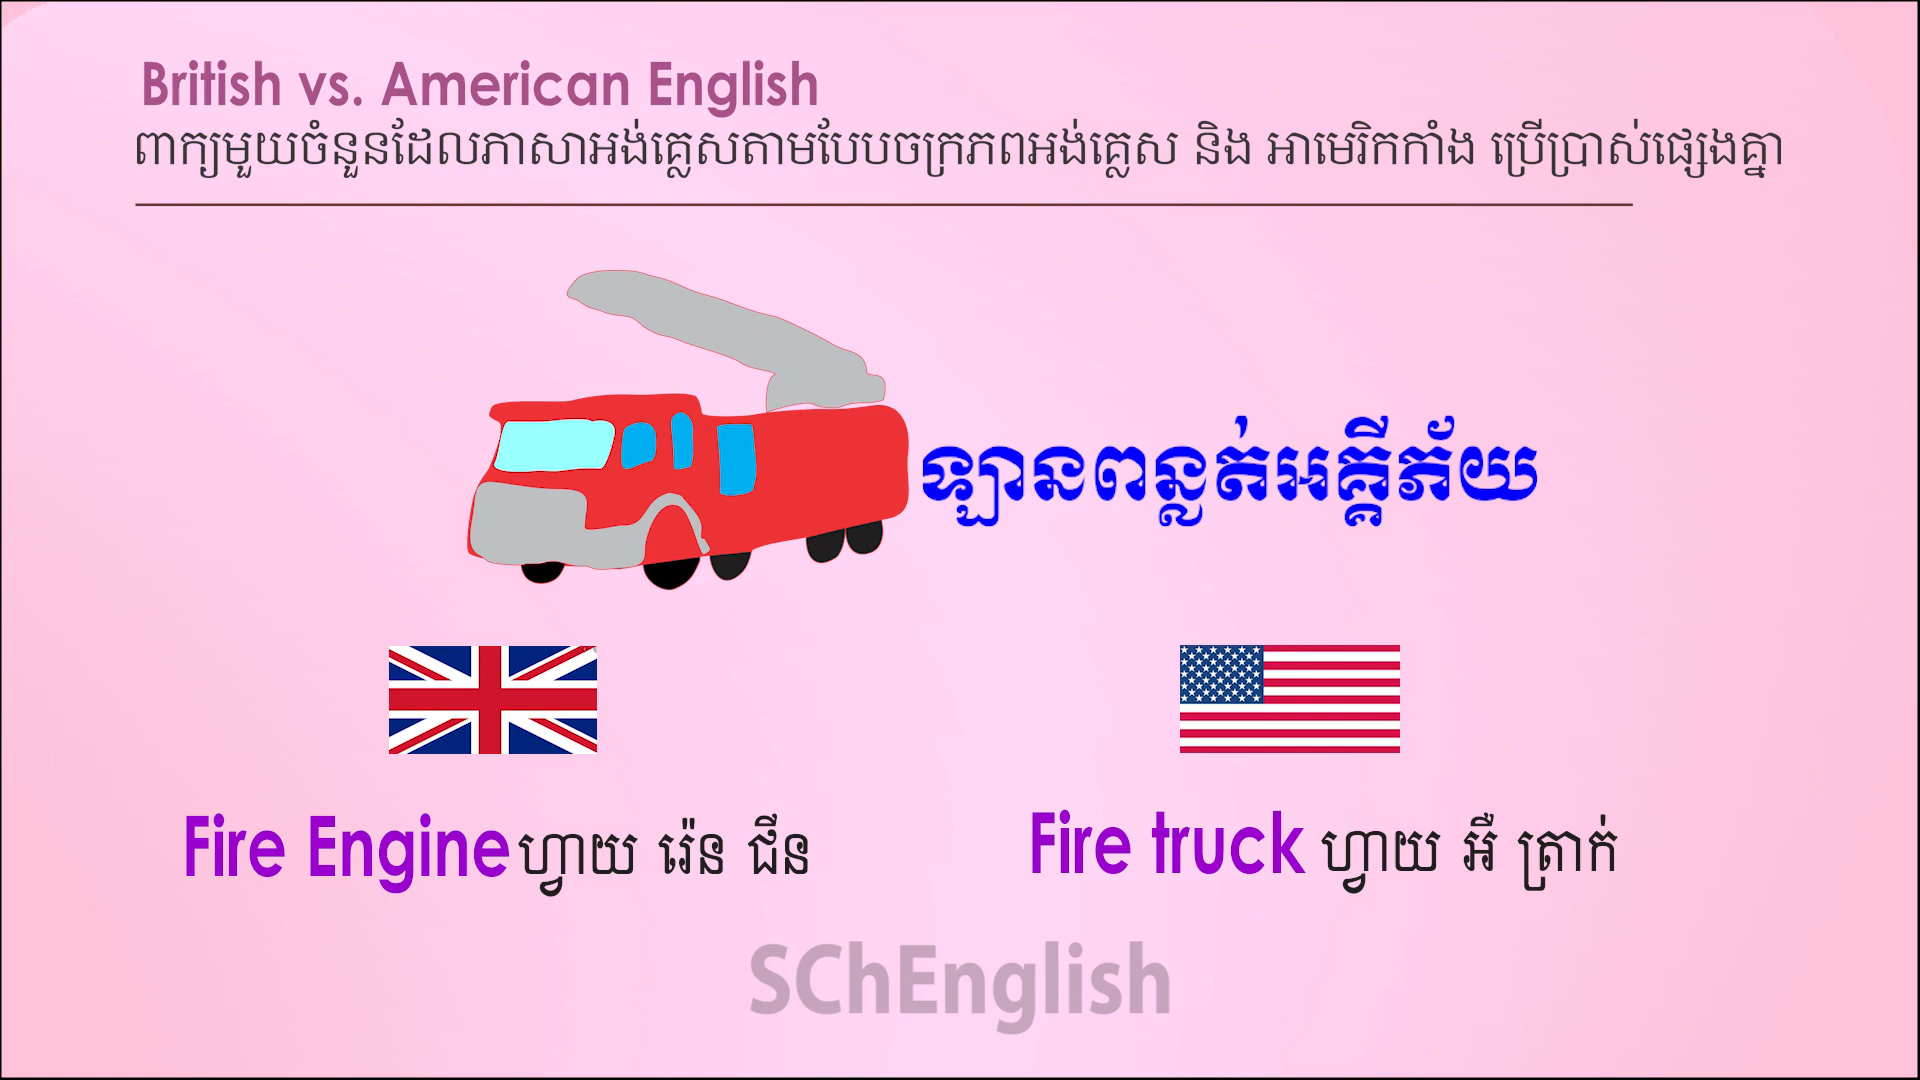 British vs. American English
ពាក្យមួយចំនួនដែលភាសាអង់គ្លេសតាមបែបចក្រភពអង់គ្លេស និង អាមេរិកកាំង ប្រើប្រាស់ផ្សេងគ្នា
ឡានពន្លត់អគ្គីភ័យ
Fire Engine ហ្វាយ រ៉េន ជីន
Fire truck ហ្វាយ អឺ ត្រាក់
SChEnglish